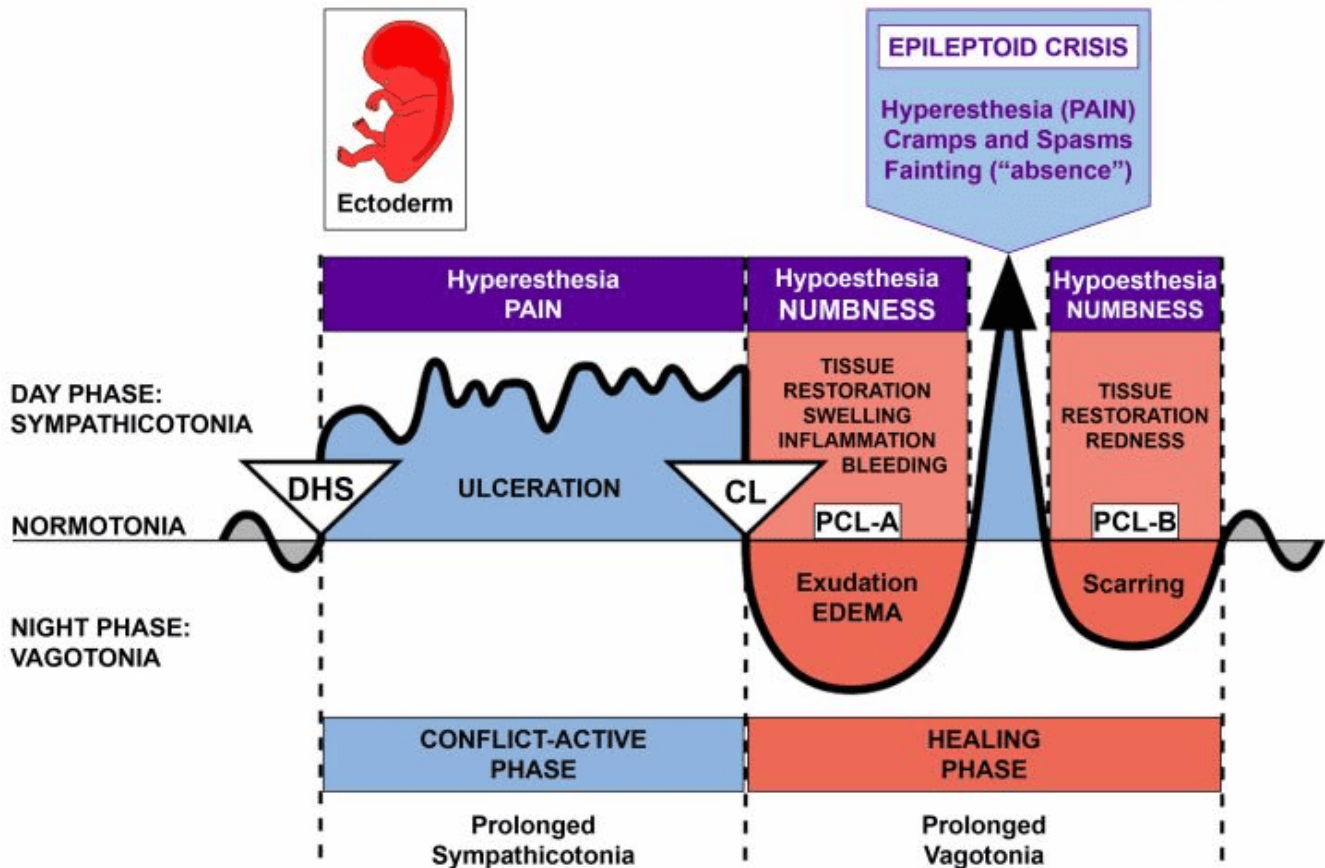 EPILEPTOID CRISIS
Hyperesthesia (PAIN)
Cramps and Spasms
Fainting (“absence”)
Ectoderm
Hyperesthesia
PAIN
Hypoesthesia
NUMBNESS
Hypoesthesia
NUMBNESS
DAY PHASE:
SYMPATHICOTONIA
TISSUE
RESTORATION
SWELLING
INFLAMMATION
BLEEDING
TISSUE
RESTORATION
REDNESS
DHS
ULCERATION
CL
NORMOTONIA
PCL-A
PCL-B
Exudation
EDEMA
Scarring
NIGHT PHASE:
VAGOTONIA
CONFLICT-ACTIVE
PHASE
HEALING
PHASE
Prolonged
Sympathicotonia
Prolonged
Vagotonia